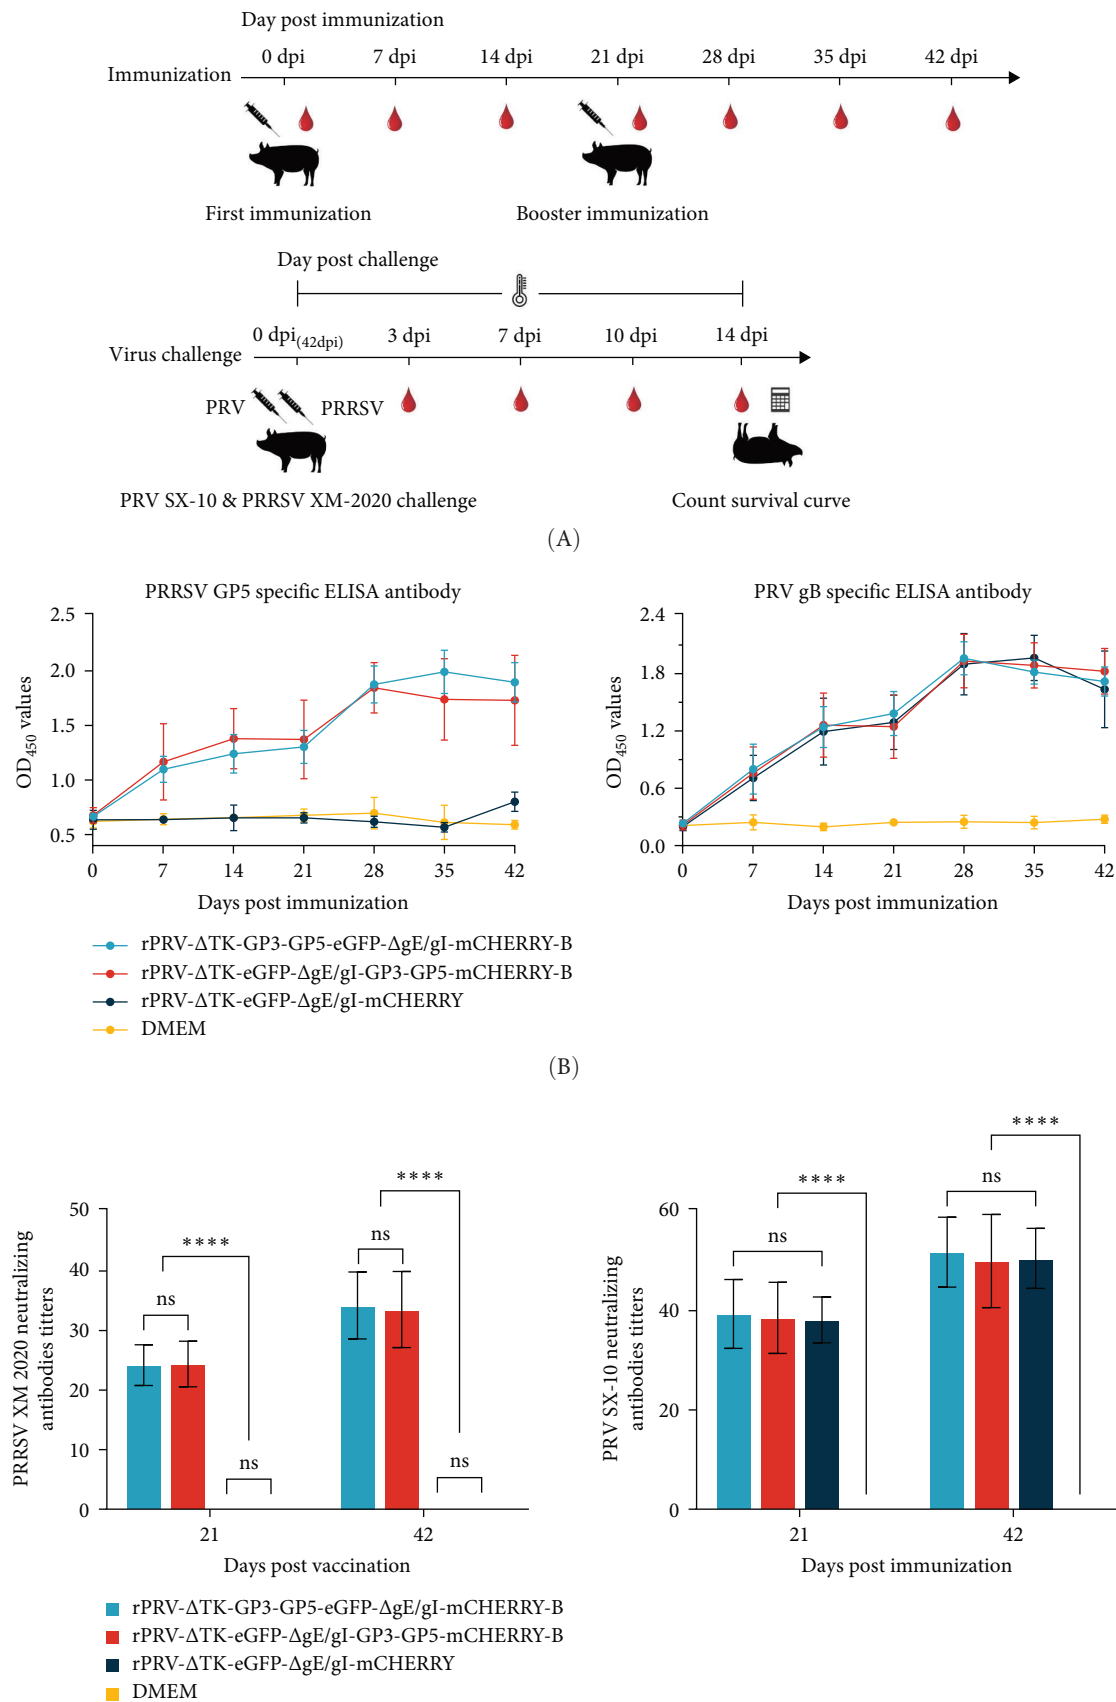 Day post immunization
0 dpi 7 dpi 14 dpi 21 dpi 28 dpi 35 dpi 42 dpi
Immunization
First immunization Booster immunization
Day post challenge
0 dpi(42dpi) 3 dpi 7 dpi 10 dpi 14 dpi
Virus challenge
PRV PRRSV
PRV SX-10 & PRRSV XM-2020 challenge Count survival curve
(A)
PRRSV GP5 specific ELISA antibody
2.5
2.0
1.5
1.0
0.5
OD450 values
0 7 14 21 28 35 42
Days post immunization
PRV gB specific ELISA antibody
2.4
1.8
1.2
0.6
0.0
OD450 values
0 7 14 21 28 35 42
Days post immunization
rPRV-ΔTK-GP3-GP5-eGFP-ΔgE/gI-mCHERRY-B
rPRV-ΔTK-eGFP-ΔgE/gI-GP3-GP5-mCHERRY-B
rPRV-ΔTK-eGFP-ΔgE/gI-mCHERRY
DMEM
(B)
PRRSV XM 2020 neutralizing
antibodies titters
50
40
30
20
10
0
****
ns
ns
****
ns
ns
21 42
Days post vaccination
PRV SX-10 neutralizing
antibodies titters
60
40
20
0
****
ns
****
ns
21 42
Days post immunization
rPRV-ΔTK-GP3-GP5-eGFP-ΔgE/gI-mCHERRY-B
rPRV-ΔTK-eGFP-ΔgE/gI-GP3-GP5-mCHERRY-B
rPRV-ΔTK-eGFP-ΔgE/gI-mCHERRY
DMEM